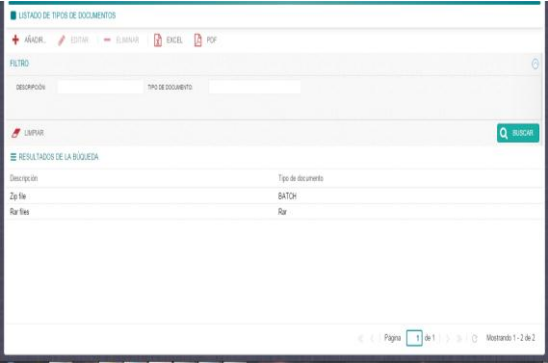 LISTADO DE TIPOS DE DOCUMENTOS
AÑADIR.. EDITAR ELIMINAR EXCEL PDF
FILTRO
DESCRIPCIÓN: TIPO DE DOCUMENTO:
LIMPIAR BUSCAR
RESULTADOS DE LA BÚQUEDA
Descripción Tipo de documento
Zip file BATCH
Rar files Rar
Página 1 de 1 Mostrando 1 - 2 de 2